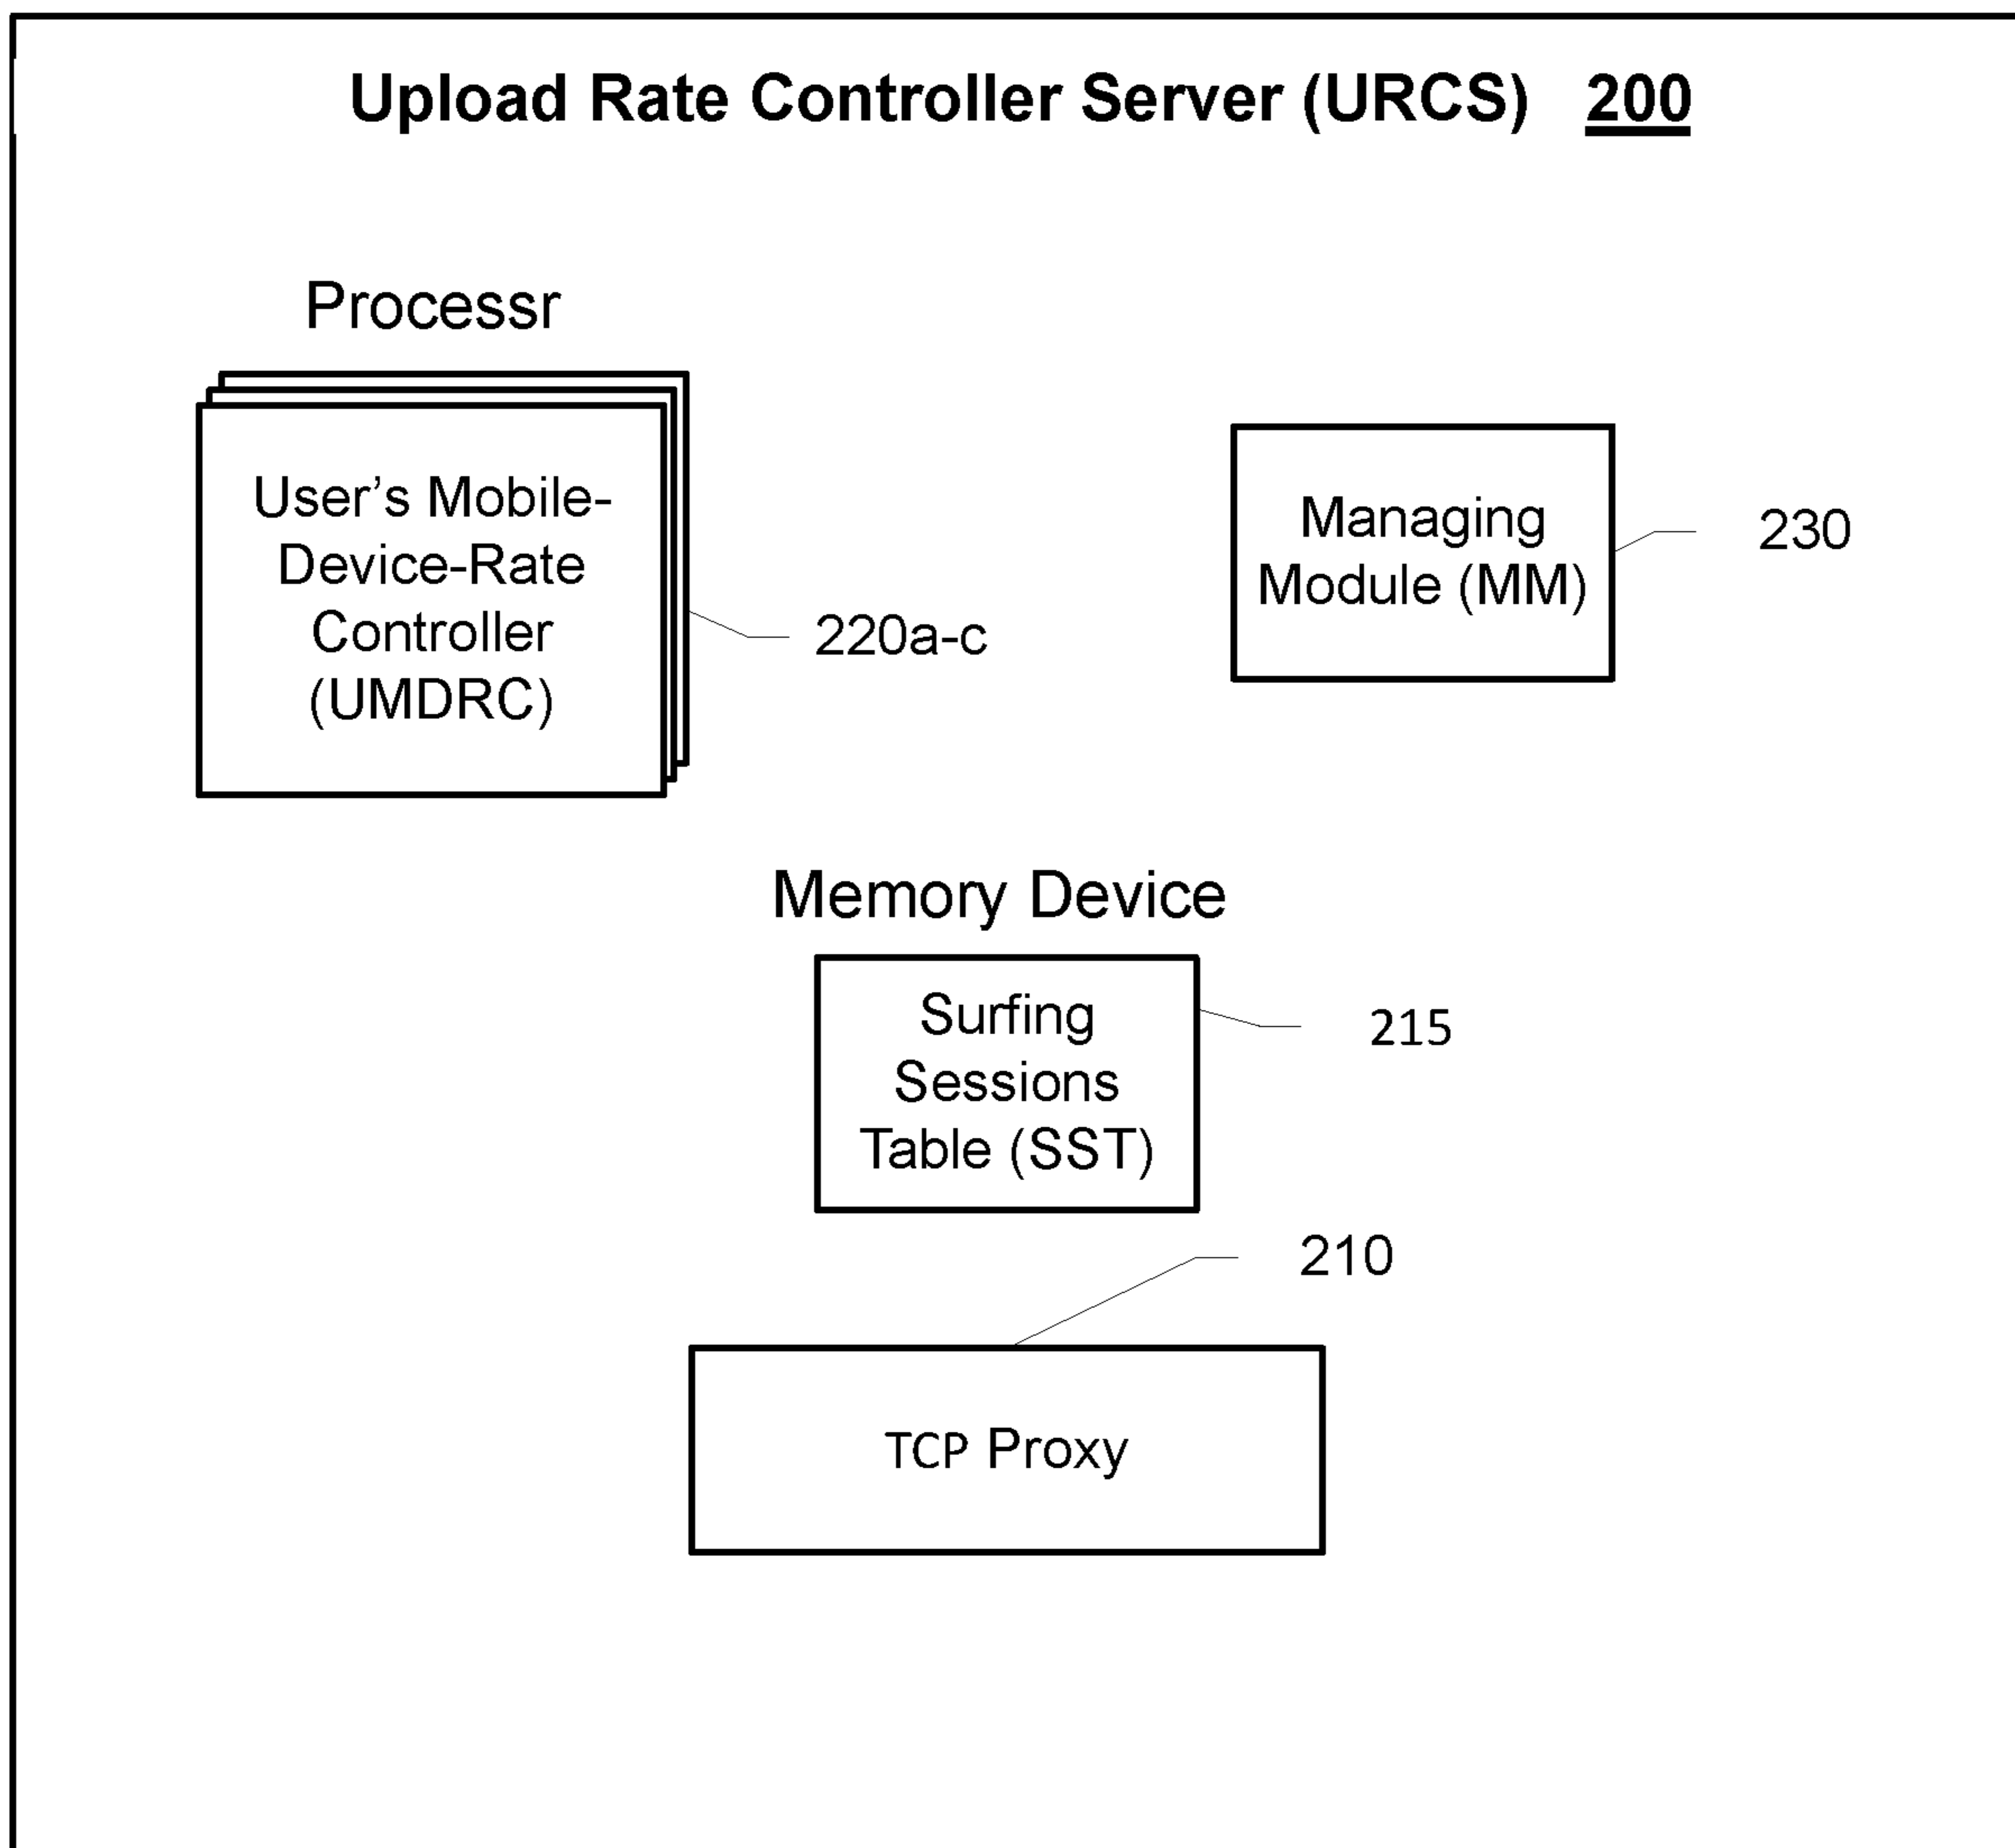 Upload Rate Controller Server (URCS) 200
Processr
User’s Mobile-
Device-Rate
Controller
(UMDRC)
220a-c
Managing
Module (MM)
230
Memory Device
Surfing
Sessions
Table (SST)
215
210
TCP Proxy